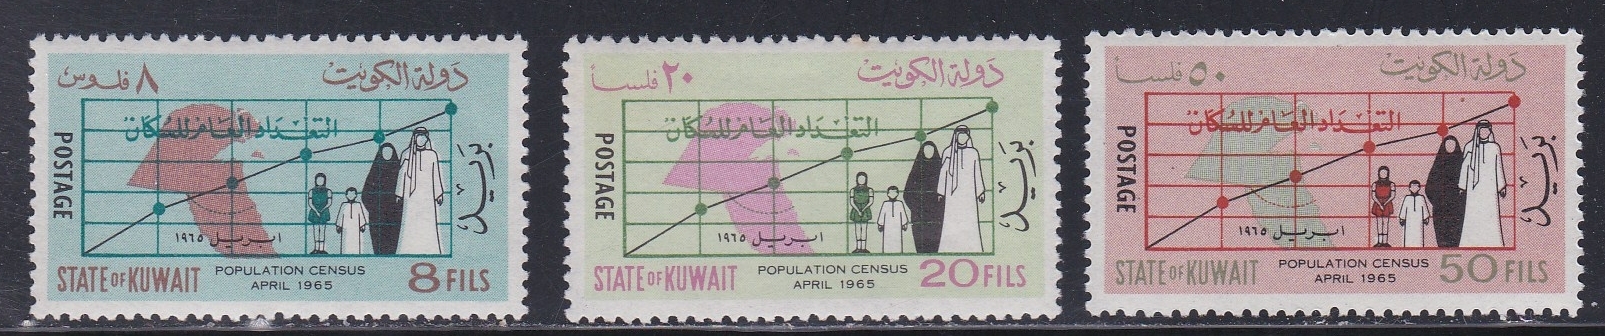 دولة الكويت ٨ فلوس
التعداد العام للسكان
POSTAGE
بريد
ابريل ١٩٦٥
STATE OF KUWAIT
POPULATION CENSUS
APRIL 1965
8 FILS
دولة الكويت ٢٠ فلساً
التعداد العام للسكان
POSTAGE
بريد
ابريل ١٩٦٥
STATE OF KUWAIT
POPULATION CENSUS
APRIL 1965
20 FILS
دولة الكويت ٥٠ فلساً
التعداد العام للسكان
POSTAGE
بريد
ابريل ١٩٦٥
STATE OF KUWAIT
POPULATION CENSUS
APRIL 1965
50 FILS